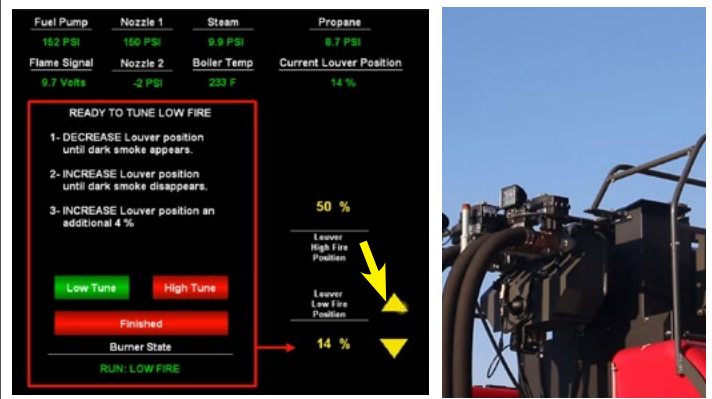 Fuel Pump Nozzle 1 Steam Propane
152 PSI 150 PSI 9.9 PSI 8.7 PSI
Flame Signal Nozzle 2 Boiler Temp Current Louver Position
9.7 Volts -2 PSI 233 F 14 %
READY TO TUNE LOW FIRE
1- DECREASE Louver position
until dark smoke appears.
2- INCREASE Louver position
until dark smoke disappears.
3- INCREASE Louver position an
additional 4 %
50 %
Louver
High Fire
Position
Low Tune High Tune
Louver
Low Fire
Position
Finished
14 %
Burner State
RUN: LOW FIRE